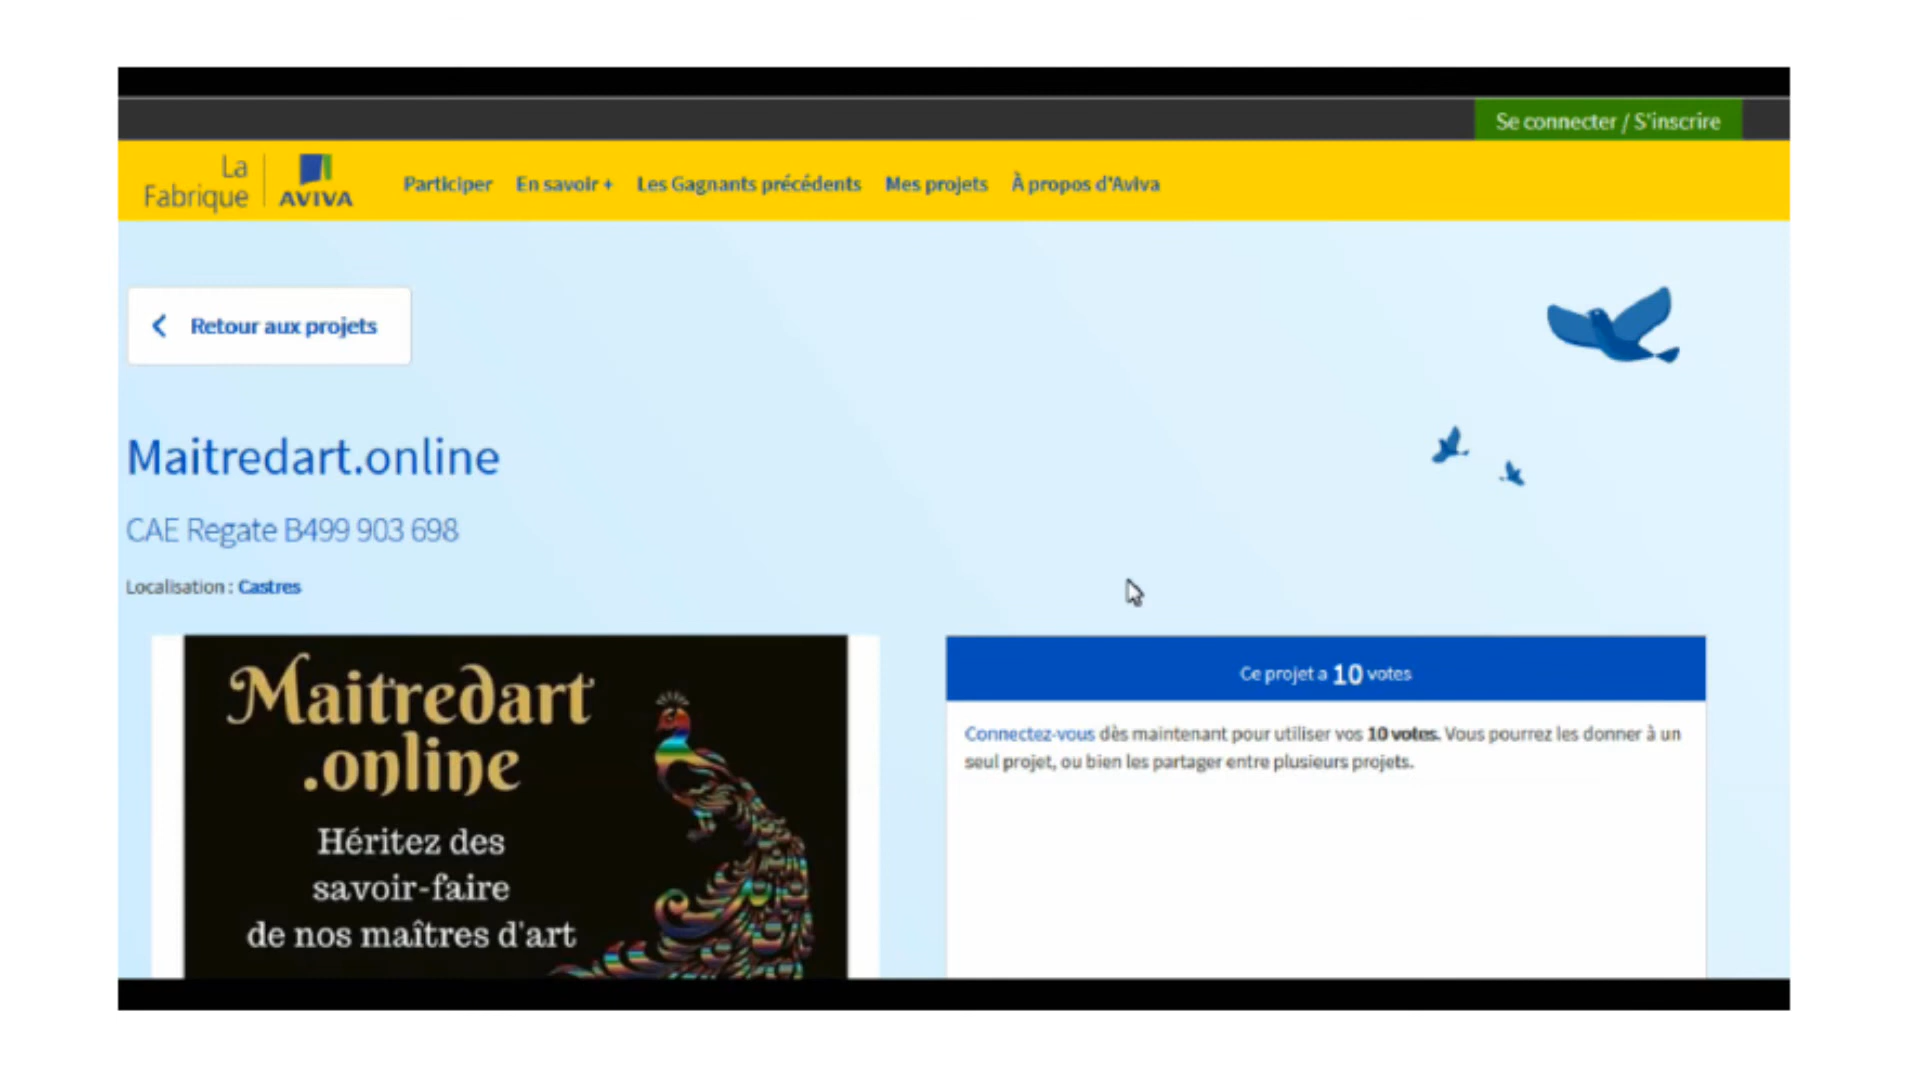 Se connecter / S'inscrire
La
Fabrique
AVIVA
Participer
En savoir +
Les Gagnants précédents
Mes projets
À propos d'Aviva
Retour aux projets
Maitredart.online
CAE Regate B499 903 698
Localisation : Castres
Maitredart
.online
Héritez des
savoir-faire
de nos maîtres d'art
Ce projet a 10 votes
Connectez-vous dès maintenant pour utiliser vos 10 votes. Vous pourrez les donner à un
seul projet, ou bien les partager entre plusieurs projets.